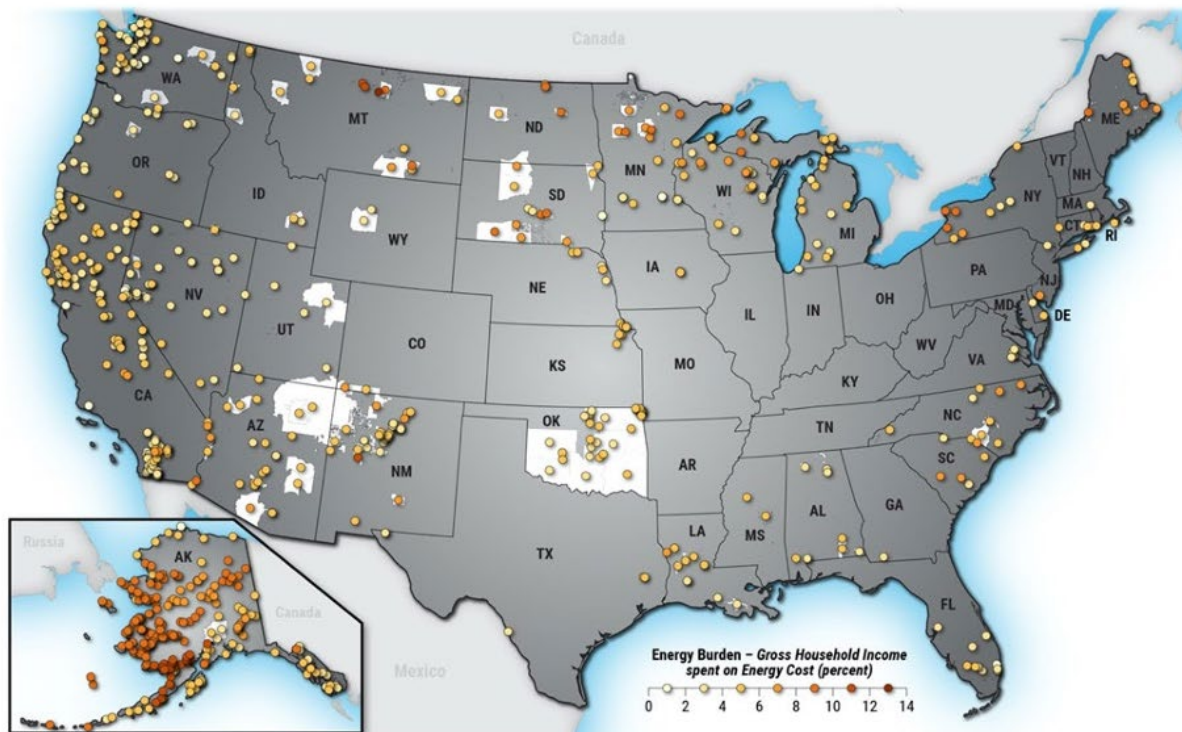 Canada
WA
MT
ND
MN
ME
OR
ID
SD
WI
VT
NH
NY
MA
CT
RI
WY
MI
IA
PA
NJ
NE
NV
UT
CO
IL
IN
OH
MD
DE
WV
VA
KS
MO
KY
CA
NC
AZ
OK
TN
NM
AR
SC
MS
AL
GA
LA
TX
FL
Russia
AK
Canada
Mexico
Energy Burden – Gross Household Income
spent on Energy Cost (percent)
0 2 4 6 8 10 12 14